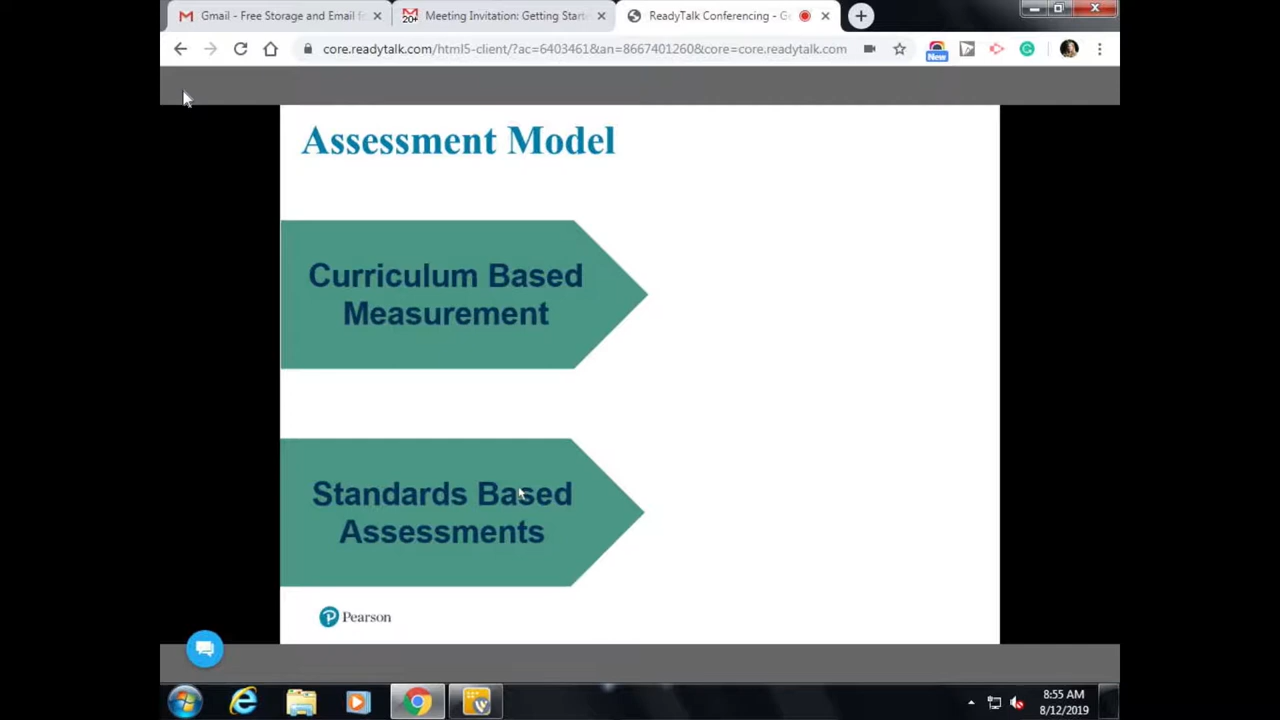 Gmail - Free Storage and Email f
Meeting Invitation: Getting Start
ReadyTalk Conferencing - G
core.readytalk.com/html5-client/?ac=6403461&an=8667401260&core=core.readytalk.com
New
Assessment Model
Curriculum Based
Measurement
Standards Based
Assessments
Pearson
8:55 AM
8/12/2019